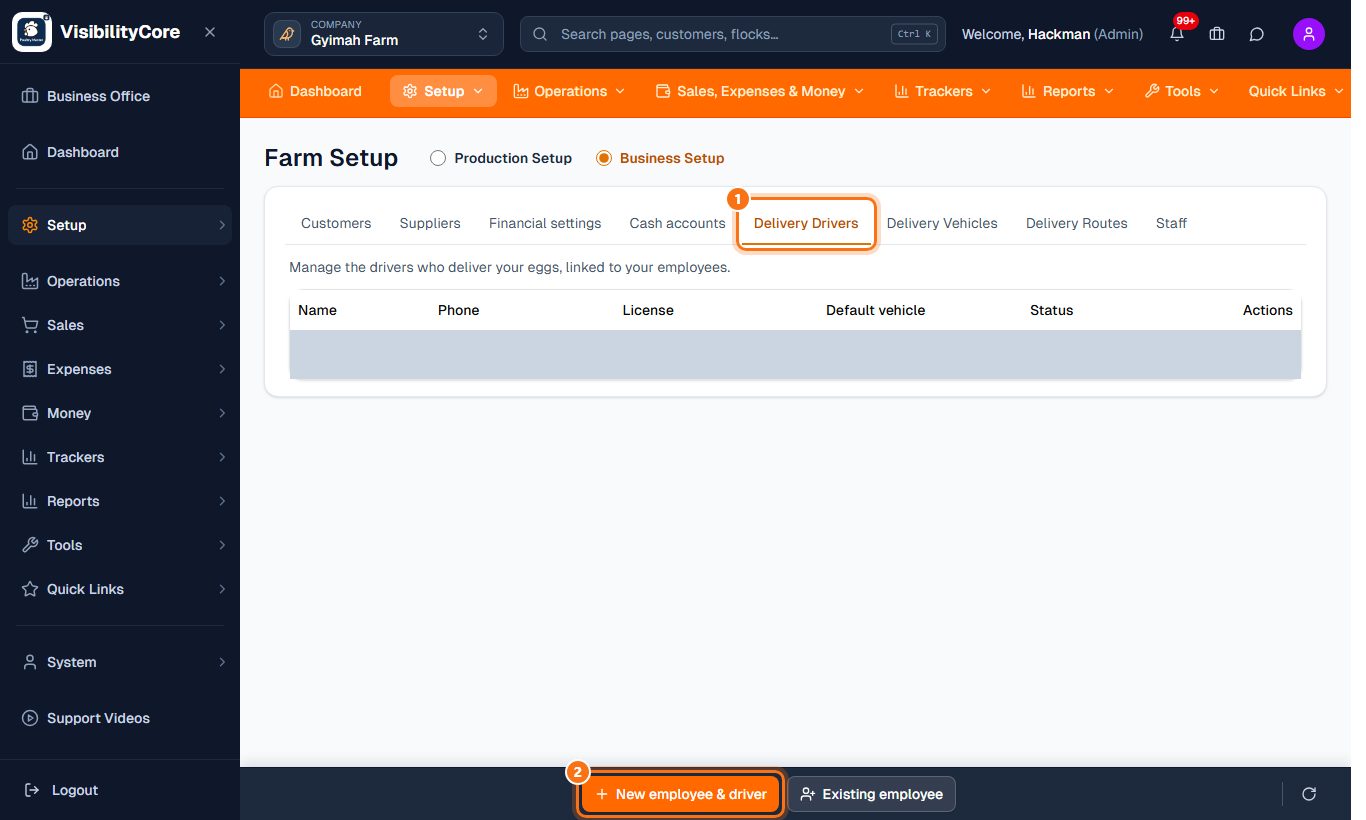 VisibilityCore
COMPANY
Gyimah Farm
Search pages, customers, flocks...
Ctrl K
Welcome, Hackman (Admin)
99+
Business Office
Dashboard
Setup
Operations
Sales
Expenses
Money
Trackers
Reports
Tools
Quick Links
System
Support Videos
Logout
Dashboard
Setup
Operations
Sales, Expenses & Money
Trackers
Reports
Tools
Quick Links
Farm Setup
Production Setup
Business Setup
1
Customers
Suppliers
Financial settings
Cash accounts
Delivery Drivers
Delivery Vehicles
Delivery Routes
Staff
Manage the drivers who deliver your eggs, linked to your employees.
Name
Phone
License
Default vehicle
Status
Actions
2
+ New employee & driver
Existing employee